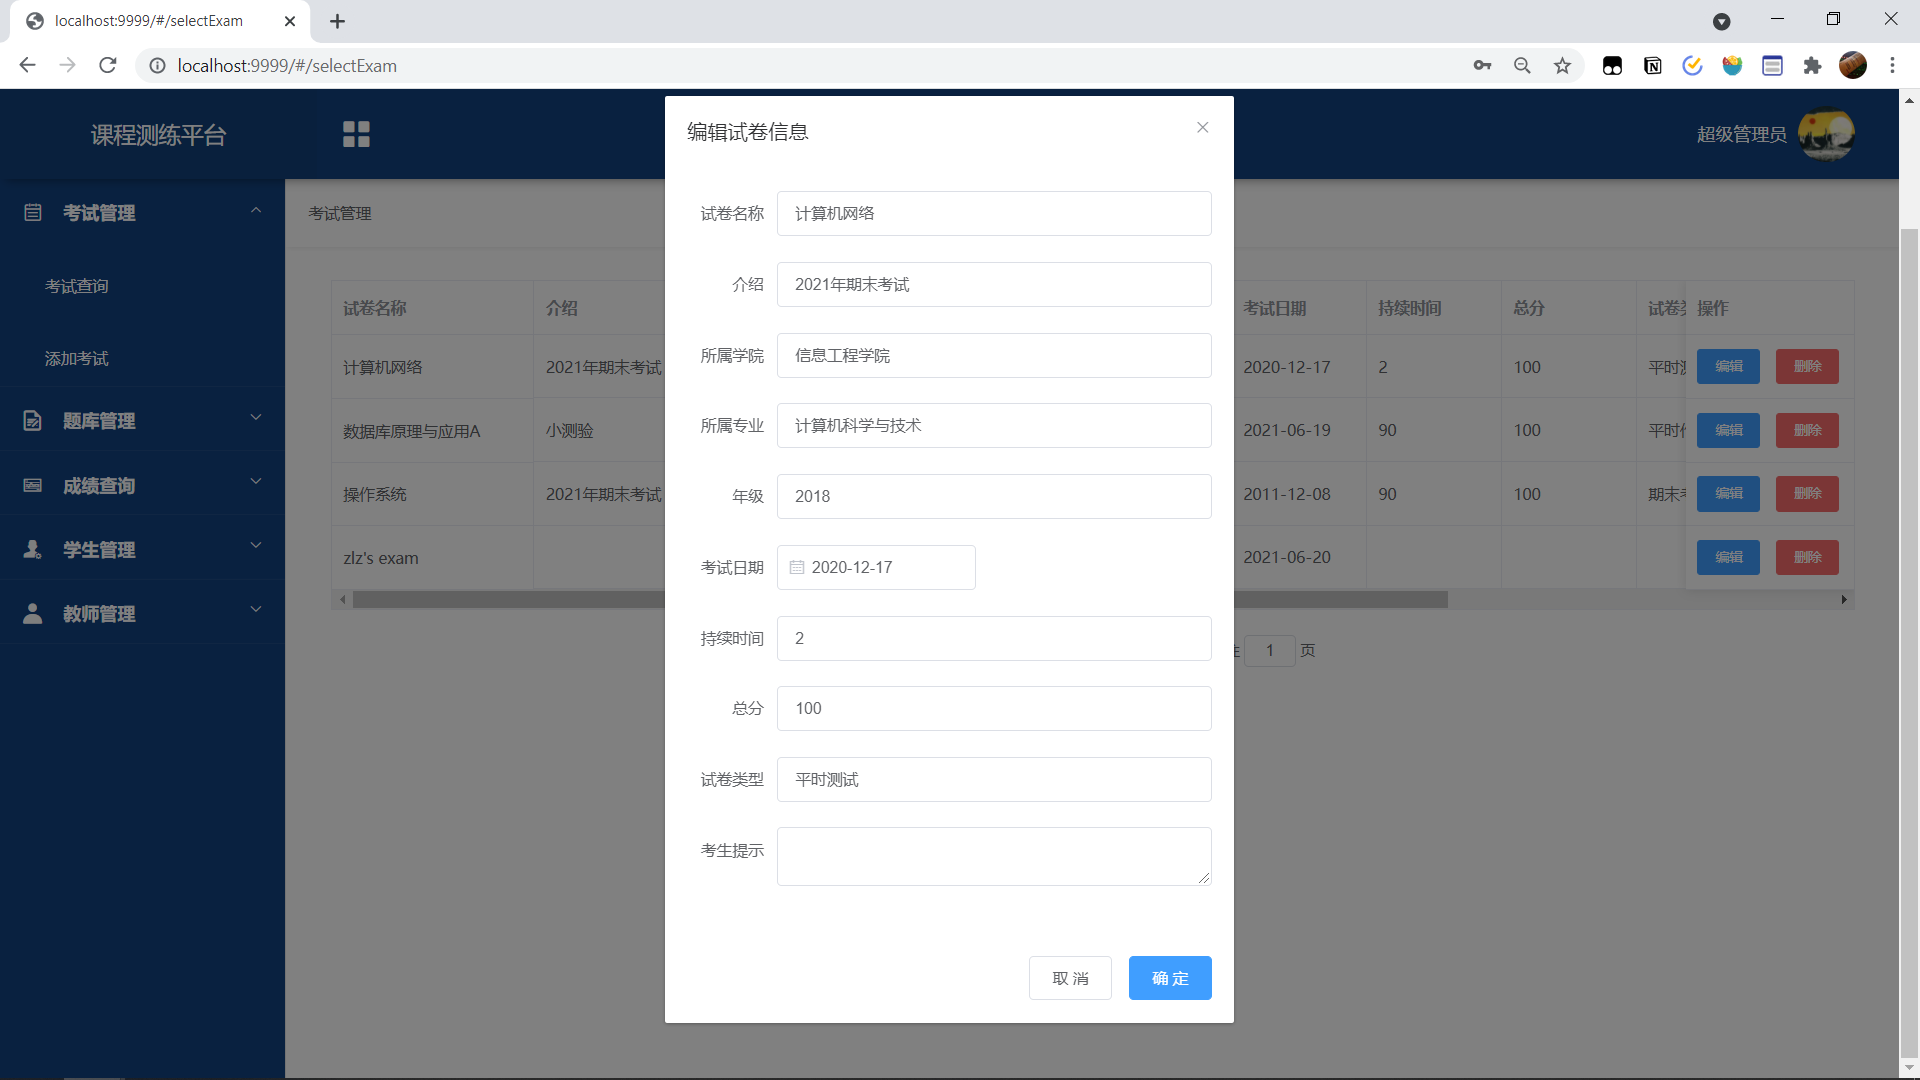 localhost:9999/#/selectExam
localhost:9999/#/selectExam
课程测练平台
超级管理员
考试管理
考试查询
添加考试
题库管理
成绩查询
学生管理
教师管理
考试管理
试卷名称 介绍 考试日期 持续时间 总分 试卷 操作
计算机网络 2021年期末考试 2020-12-17 2 100 平时 编辑 删除
数据库原理与应用A 小测验 2021-06-19 90 100 平时 编辑 删除
操作系统 2021年期末考试 2011-12-08 90 100 期末 编辑 删除
zlz's exam 2021-06-20 编辑 删除
1 页
编辑试卷信息
试卷名称 计算机网络
介绍 2021年期末考试
所属学院 信息工程学院
所属专业 计算机科学与技术
年级 2018
考试日期 2020-12-17
持续时间 2
总分 100
试卷类型 平时测试
考生提示
取 消 确 定